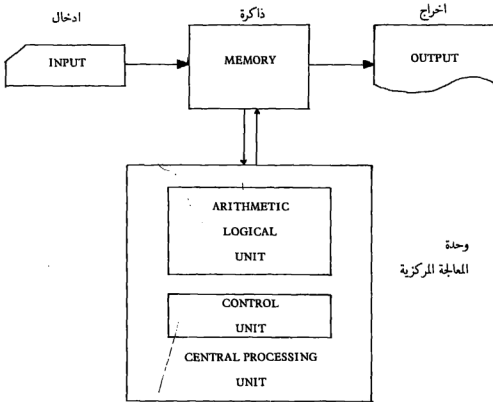 ادخال
ذاكرة
اخراج
INPUT
MEMORY
OUTPUT
ARITHMETIC
LOGICAL
UNIT
وحدة
المعالجة المركزية
CONTROL
UNIT
CENTRAL PROCESSING
UNIT